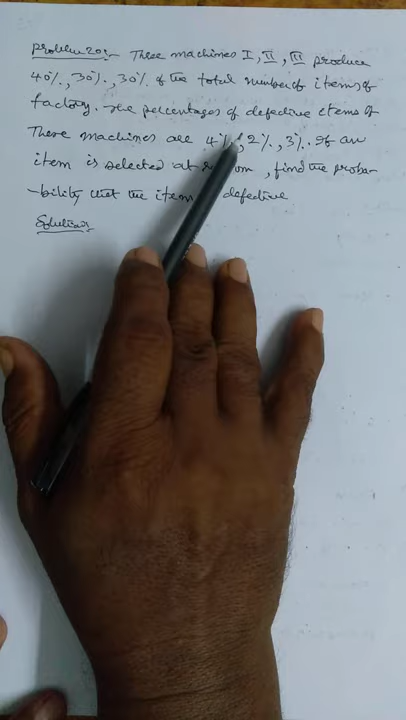 Problem 20:- Three machines I, II, III produce
40%, 30%, 30% of the total number of items of
factory. The percentages of defective items of
These machines are 4%, 2%, 3%. If an
item is selected at , find the proba-
-bility that the item defective
Solution:-